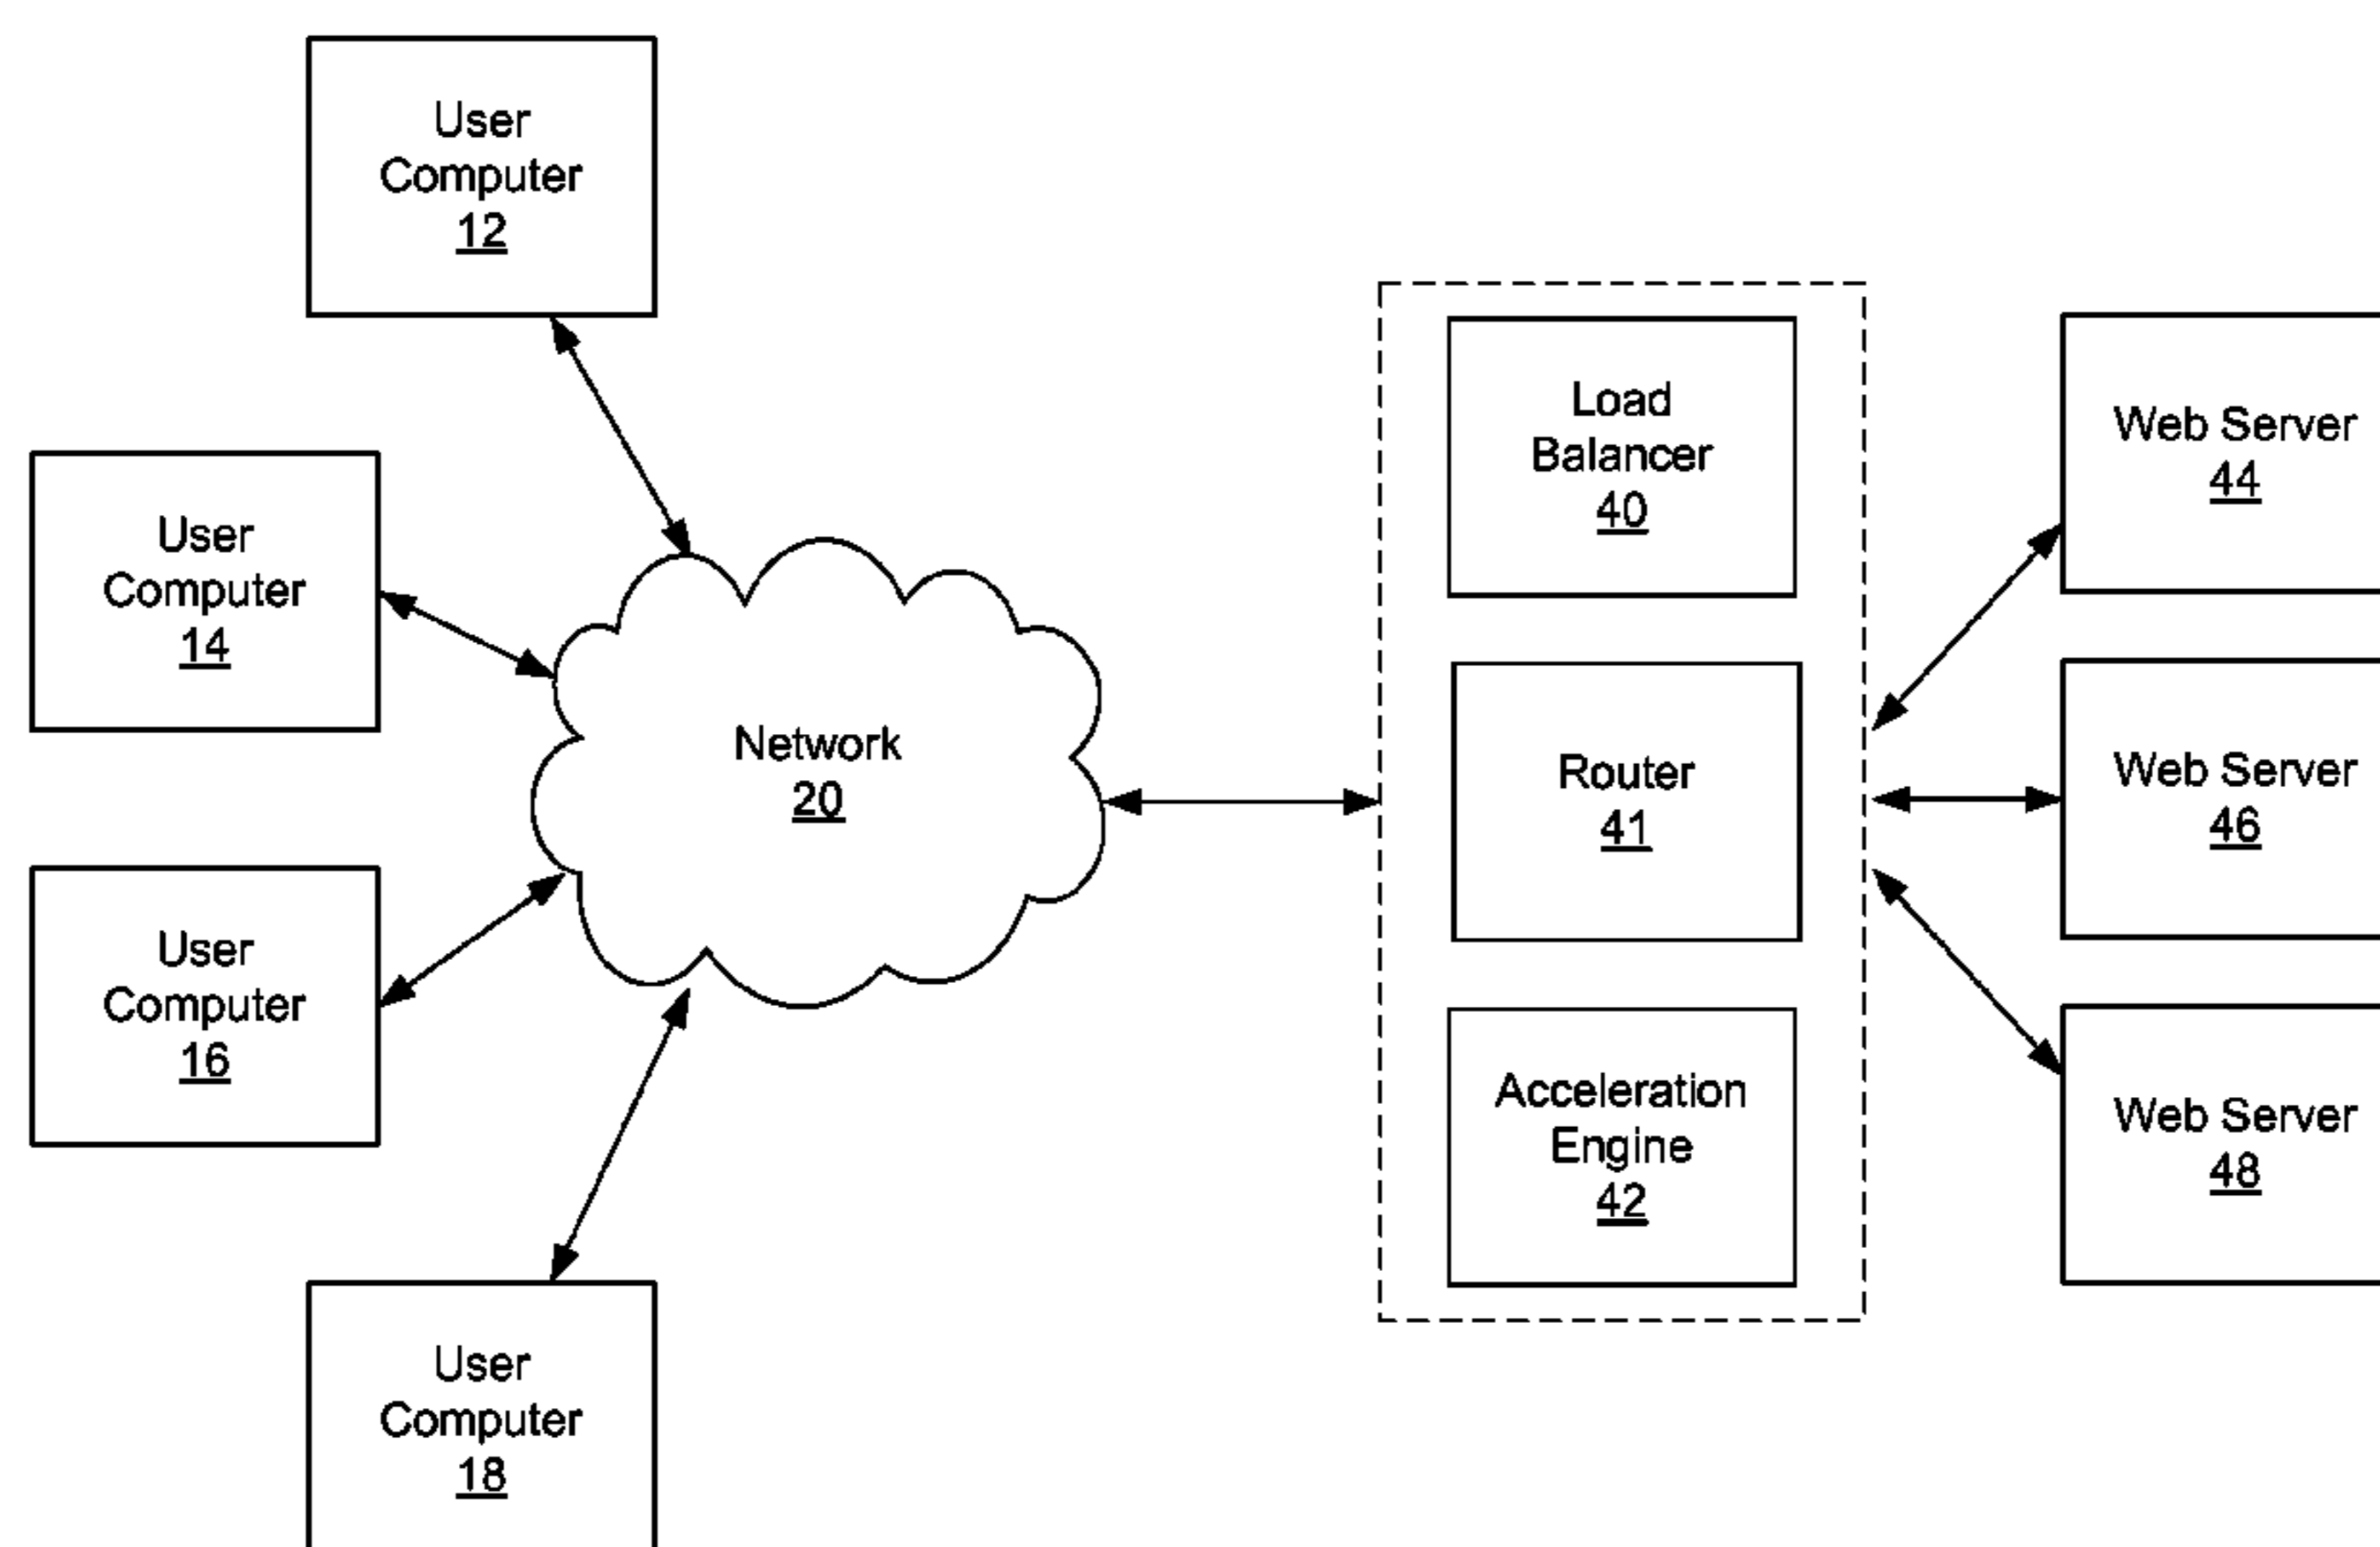 User
Computer
12
User
Computer
14
User
Computer
16
User
Computer
18
Network
20
Load
Balancer
40
Router
41
Acceleration
Engine
42
Web Server
44
Web Server
46
Web Server
48